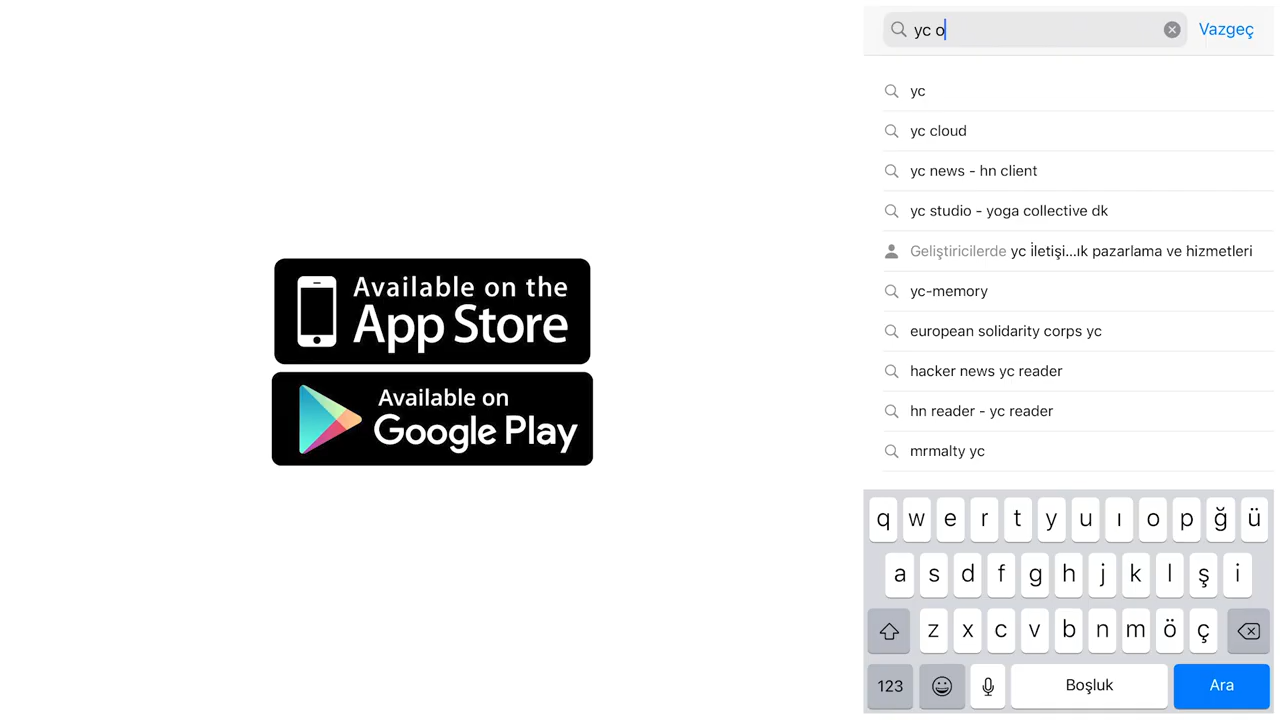 Available on the
App Store
Available on
Google Play
yc o
Vazgeç
yc
yc cloud
yc news - hn client
yc studio - yoga collective dk
Geliştiricilerde yc i̇letişi...ık pazarlama ve hizmetleri
yc-memory
european solidarity corps yc
hacker news yc reader
hn reader - yc reader
mrmalty yc
q w e r t y u ı o p ğ ü
a s d f g h j k l ş i
z x c v b n m ö ç
123 Boşluk Ara